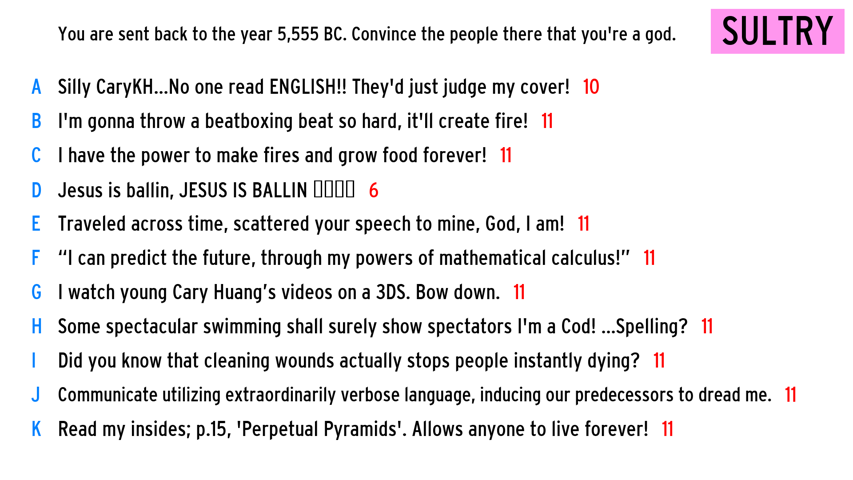 You are sent back to the year 5,555 BC. Convince the people there that you're a god.
SULTRY
A Silly CaryKH...No one read ENGLISH!! They'd just judge my cover! 10
B I'm gonna throw a beatboxing beat so hard, it'll create fire! 11
C I have the power to make fires and grow food forever! 11
D Jesus is ballin, JESUS IS BALLIN 6
E Traveled across time, scattered your speech to mine, God, I am! 11
F “I can predict the future, through my powers of mathematical calculus!” 11
G I watch young Cary Huang's videos on a 3DS. Bow down. 11
H Some spectacular swimming shall surely show spectators I'm a Cod! ...Spelling? 11
I Did you know that cleaning wounds actually stops people instantly dying? 11
J Communicate utilizing extraordinarily verbose language, inducing our predecessors to dread me. 11
K Read my insides; p.15, 'Perpetual Pyramids'. Allows anyone to live forever! 11